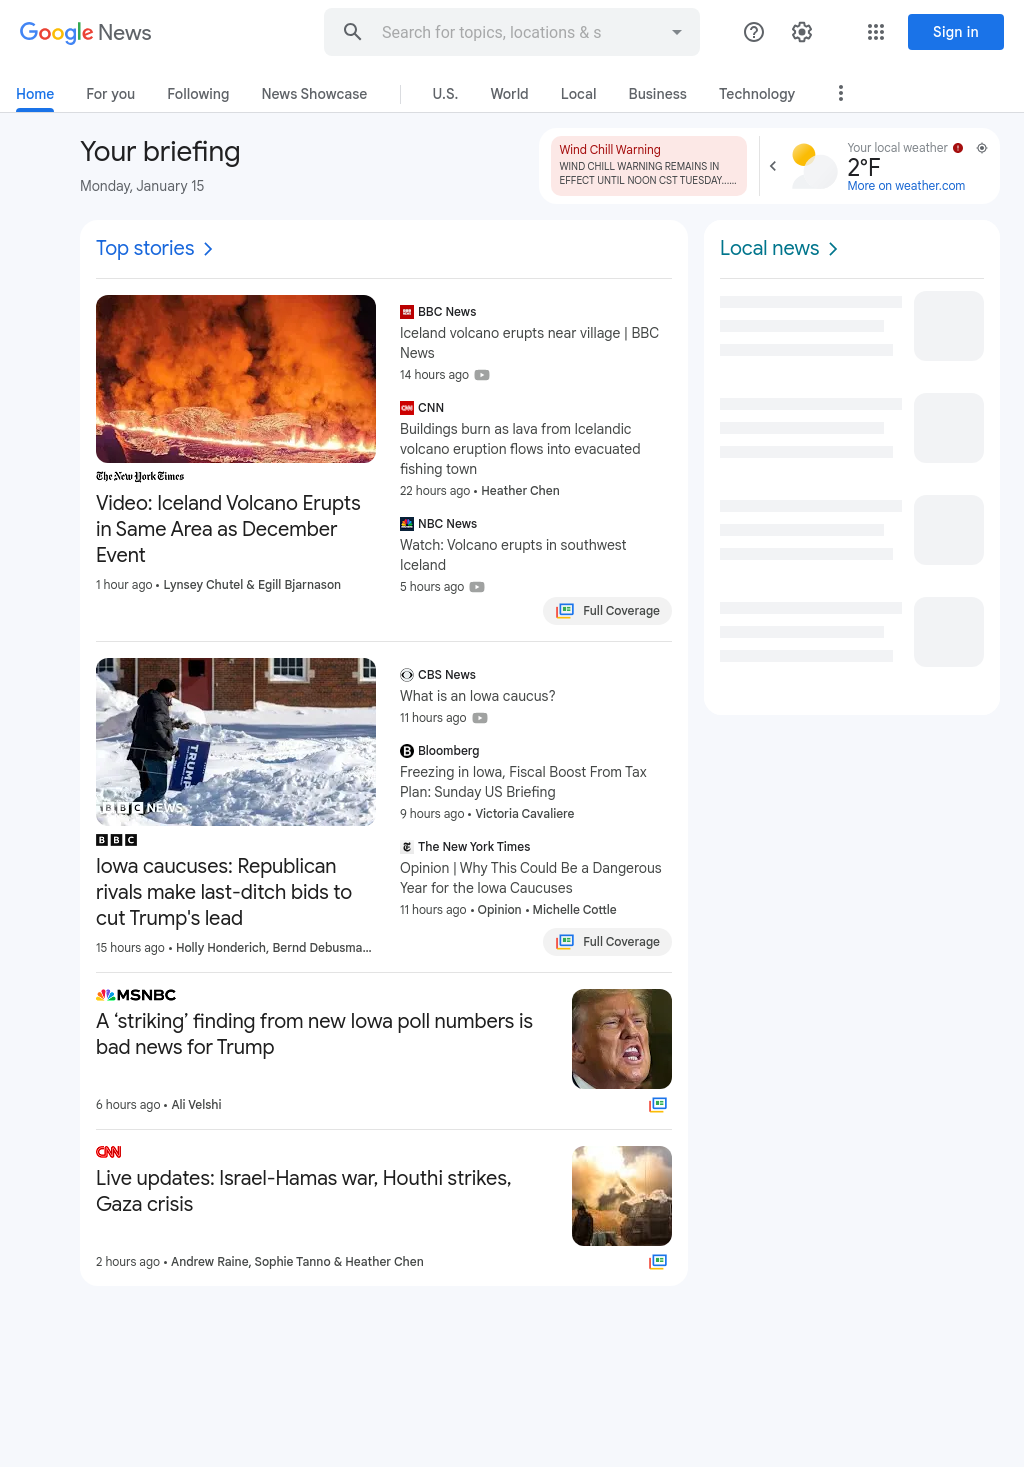 Google News
Search for topics, locations & s
Sign in
Home
For you
Following
News Showcase
U.S.
World
Local
Business
Technology
Your briefing
Monday, January 15
Wind Chill Warning
WIND CHILL WARNING REMAINS IN
EFFECT UNTIL NOON CST TUESDAY......
Your local weather
2°F
More on weather.com
Top stories
The New York Times
Video: Iceland Volcano Erupts
in Same Area as December
Event
1 hour ago • Lynsey Chutel & Egill Bjarnason
BBC News
Iceland volcano erupts near village | BBC
News
14 hours ago
CNN
Buildings burn as lava from Icelandic
volcano eruption flows into evacuated
fishing town
22 hours ago • Heather Chen
NBC News
Watch: Volcano erupts in southwest
Iceland
5 hours ago
Full Coverage
TRUMP
BBC NEWS
BBC
Iowa caucuses: Republican
rivals make last-ditch bids to
cut Trump's lead
15 hours ago • Holly Honderich, Bernd Debusma...
CBS News
What is an Iowa caucus?
11 hours ago
Bloomberg
Freezing in Iowa, Fiscal Boost From Tax
Plan: Sunday US Briefing
9 hours ago • Victoria Cavaliere
The New York Times
Opinion | Why This Could Be a Dangerous
Year for the Iowa Caucuses
11 hours ago • Opinion • Michelle Cottle
Full Coverage
MSNBC
A ‘striking’ finding from new Iowa poll numbers is
bad news for Trump
6 hours ago • Ali Velshi
CNN
Live updates: Israel-Hamas war, Houthi strikes,
Gaza crisis
2 hours ago • Andrew Raine, Sophie Tanno & Heather Chen
Local news